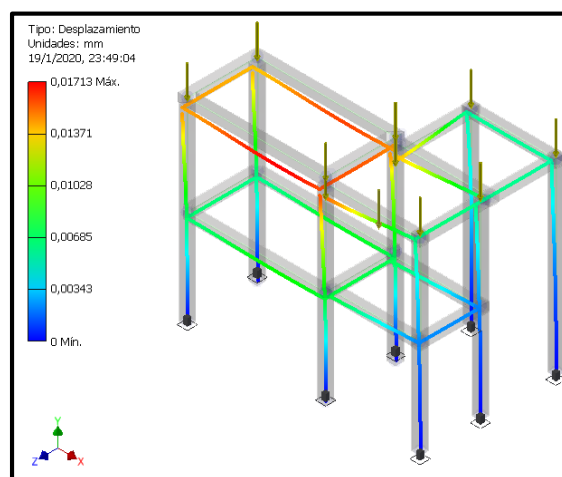 Tipo: Desplazamiento
Unidades: mm
19/1/2020, 23:49:04
0,01713 Máx.
0,01371
0,01028
0,00685
0,00343
0 Mín.
Y
Z
X